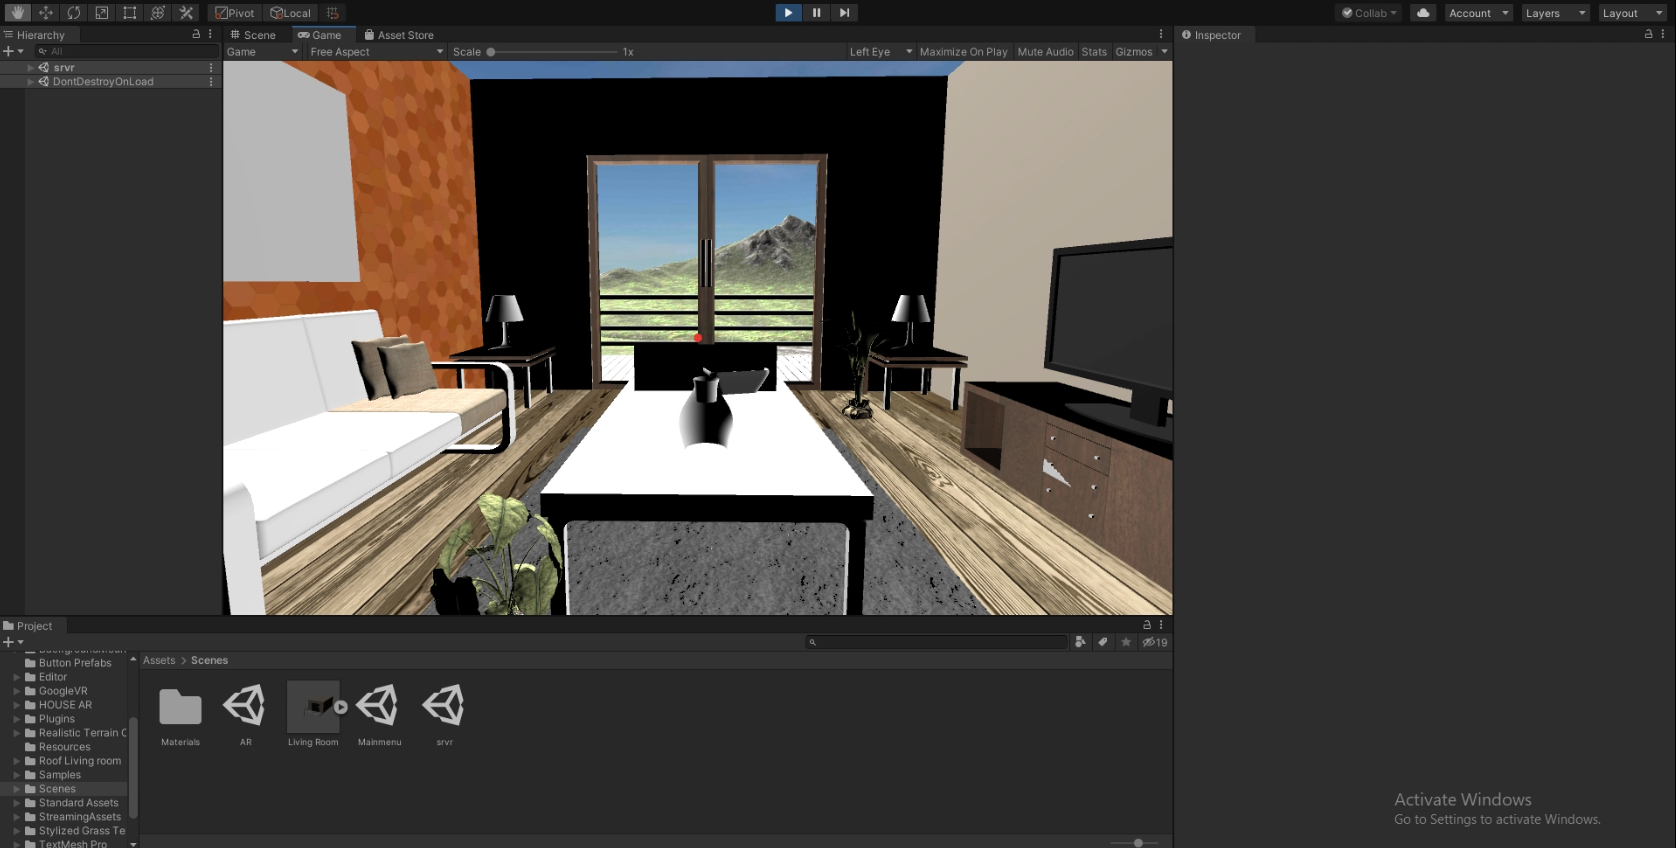 Pivot Local
Collab Account Layers Layout
Hierarchy
All
srvr
DontDestroyOnLoad
Scene Game Asset Store
Game Free Aspect Scale 1x Left Eye Maximize On Play Mute Audio Stats Gizmos
Inspector
Project
19
Button Prefabs
Editor
GoogleVR
HOUSE AR
Plugins
Realistic Terrain C
Resources
Roof Living room
Samples
Scenes
Standard Assets
StreamingAssets
Stylized Grass Te
TextMesh Pro
Assets > Scenes
Materials AR Living Room Mainmenu srvr
Activate Windows
Go to Settings to activate Windows.